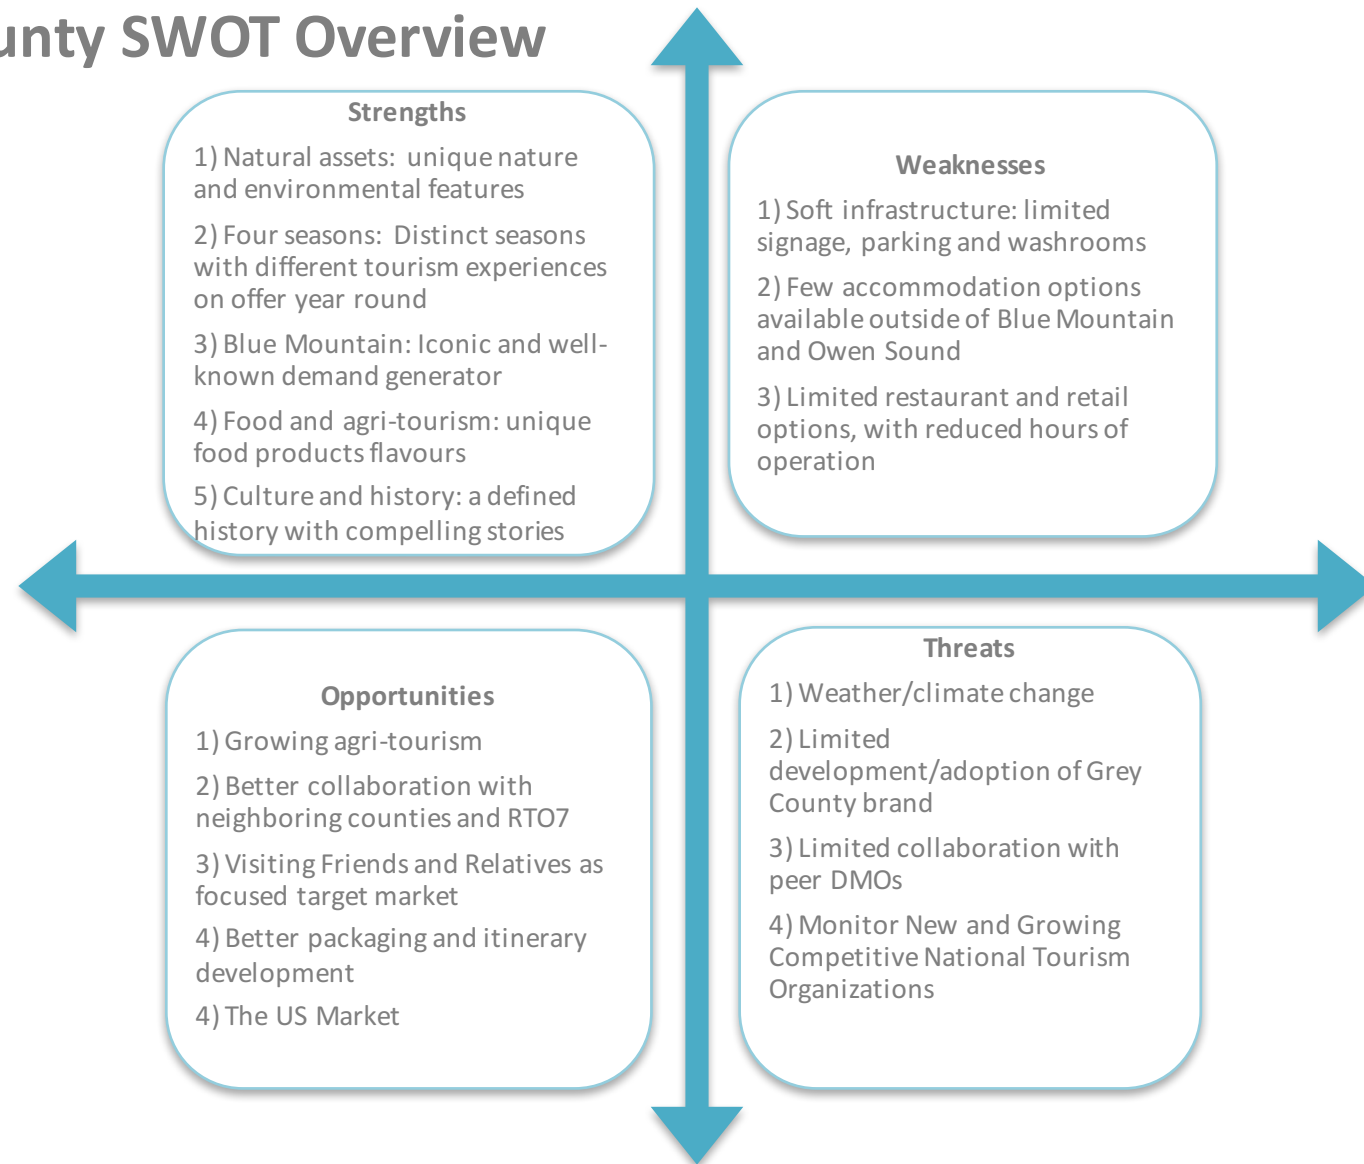 unty SWOT Overview
Strengths
1) Natural assets: unique nature
and environmental features
2) Four seasons: Distinct seasons
with different tourism experiences
on offer year round
3) Blue Mountain: Iconic and well-
known demand generator
4) Food and agri-tourism: unique
food products flavours
5) Culture and history: a defined
history with compelling stories
Weaknesses
1) Soft infrastructure: limited
signage, parking and washrooms
2) Few accommodation options
available outside of Blue Mountain
and Owen Sound
3) Limited restaurant and retail
options, with reduced hours of
operation
Opportunities
1) Growing agri-tourism
2) Better collaboration with
neighboring counties and RTO7
3) Visiting Friends and Relatives as
focused target market
4) Better packaging and itinerary
development
4) The US Market
Threats
1) Weather/climate change
2) Limited
development/adoption of Grey
County brand
3) Limited collaboration with
peer DMOs
4) Monitor New and Growing
Competitive National Tourism
Organizations